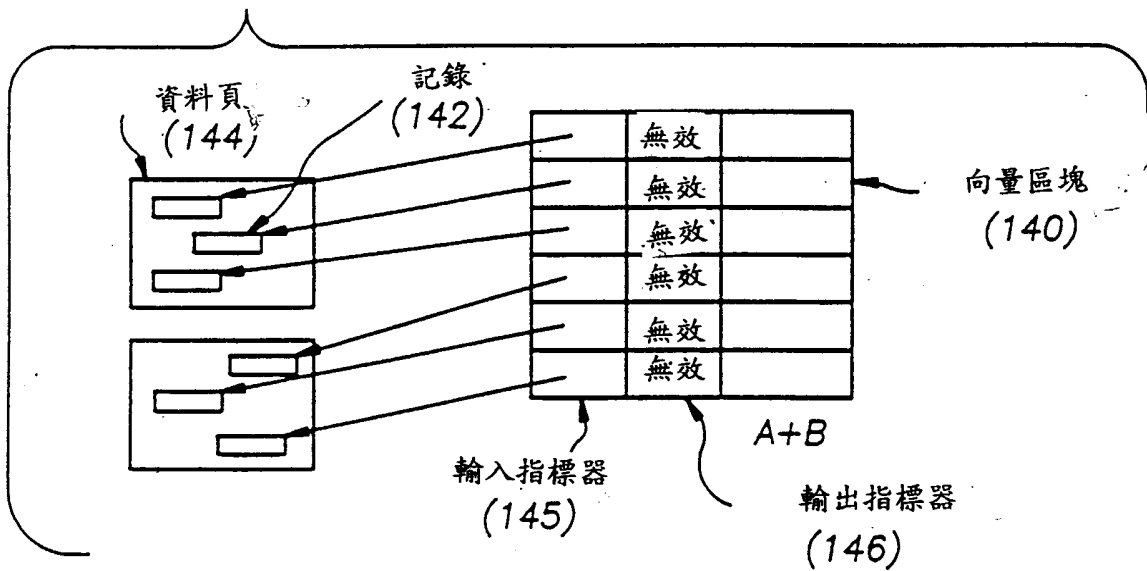 資料頁
(144)
記錄
(142)
無效
無效
無效
無效
無效
無效
向量區塊
(140)
A+B
輸入指標器
(145)
輸出指標器
(146)